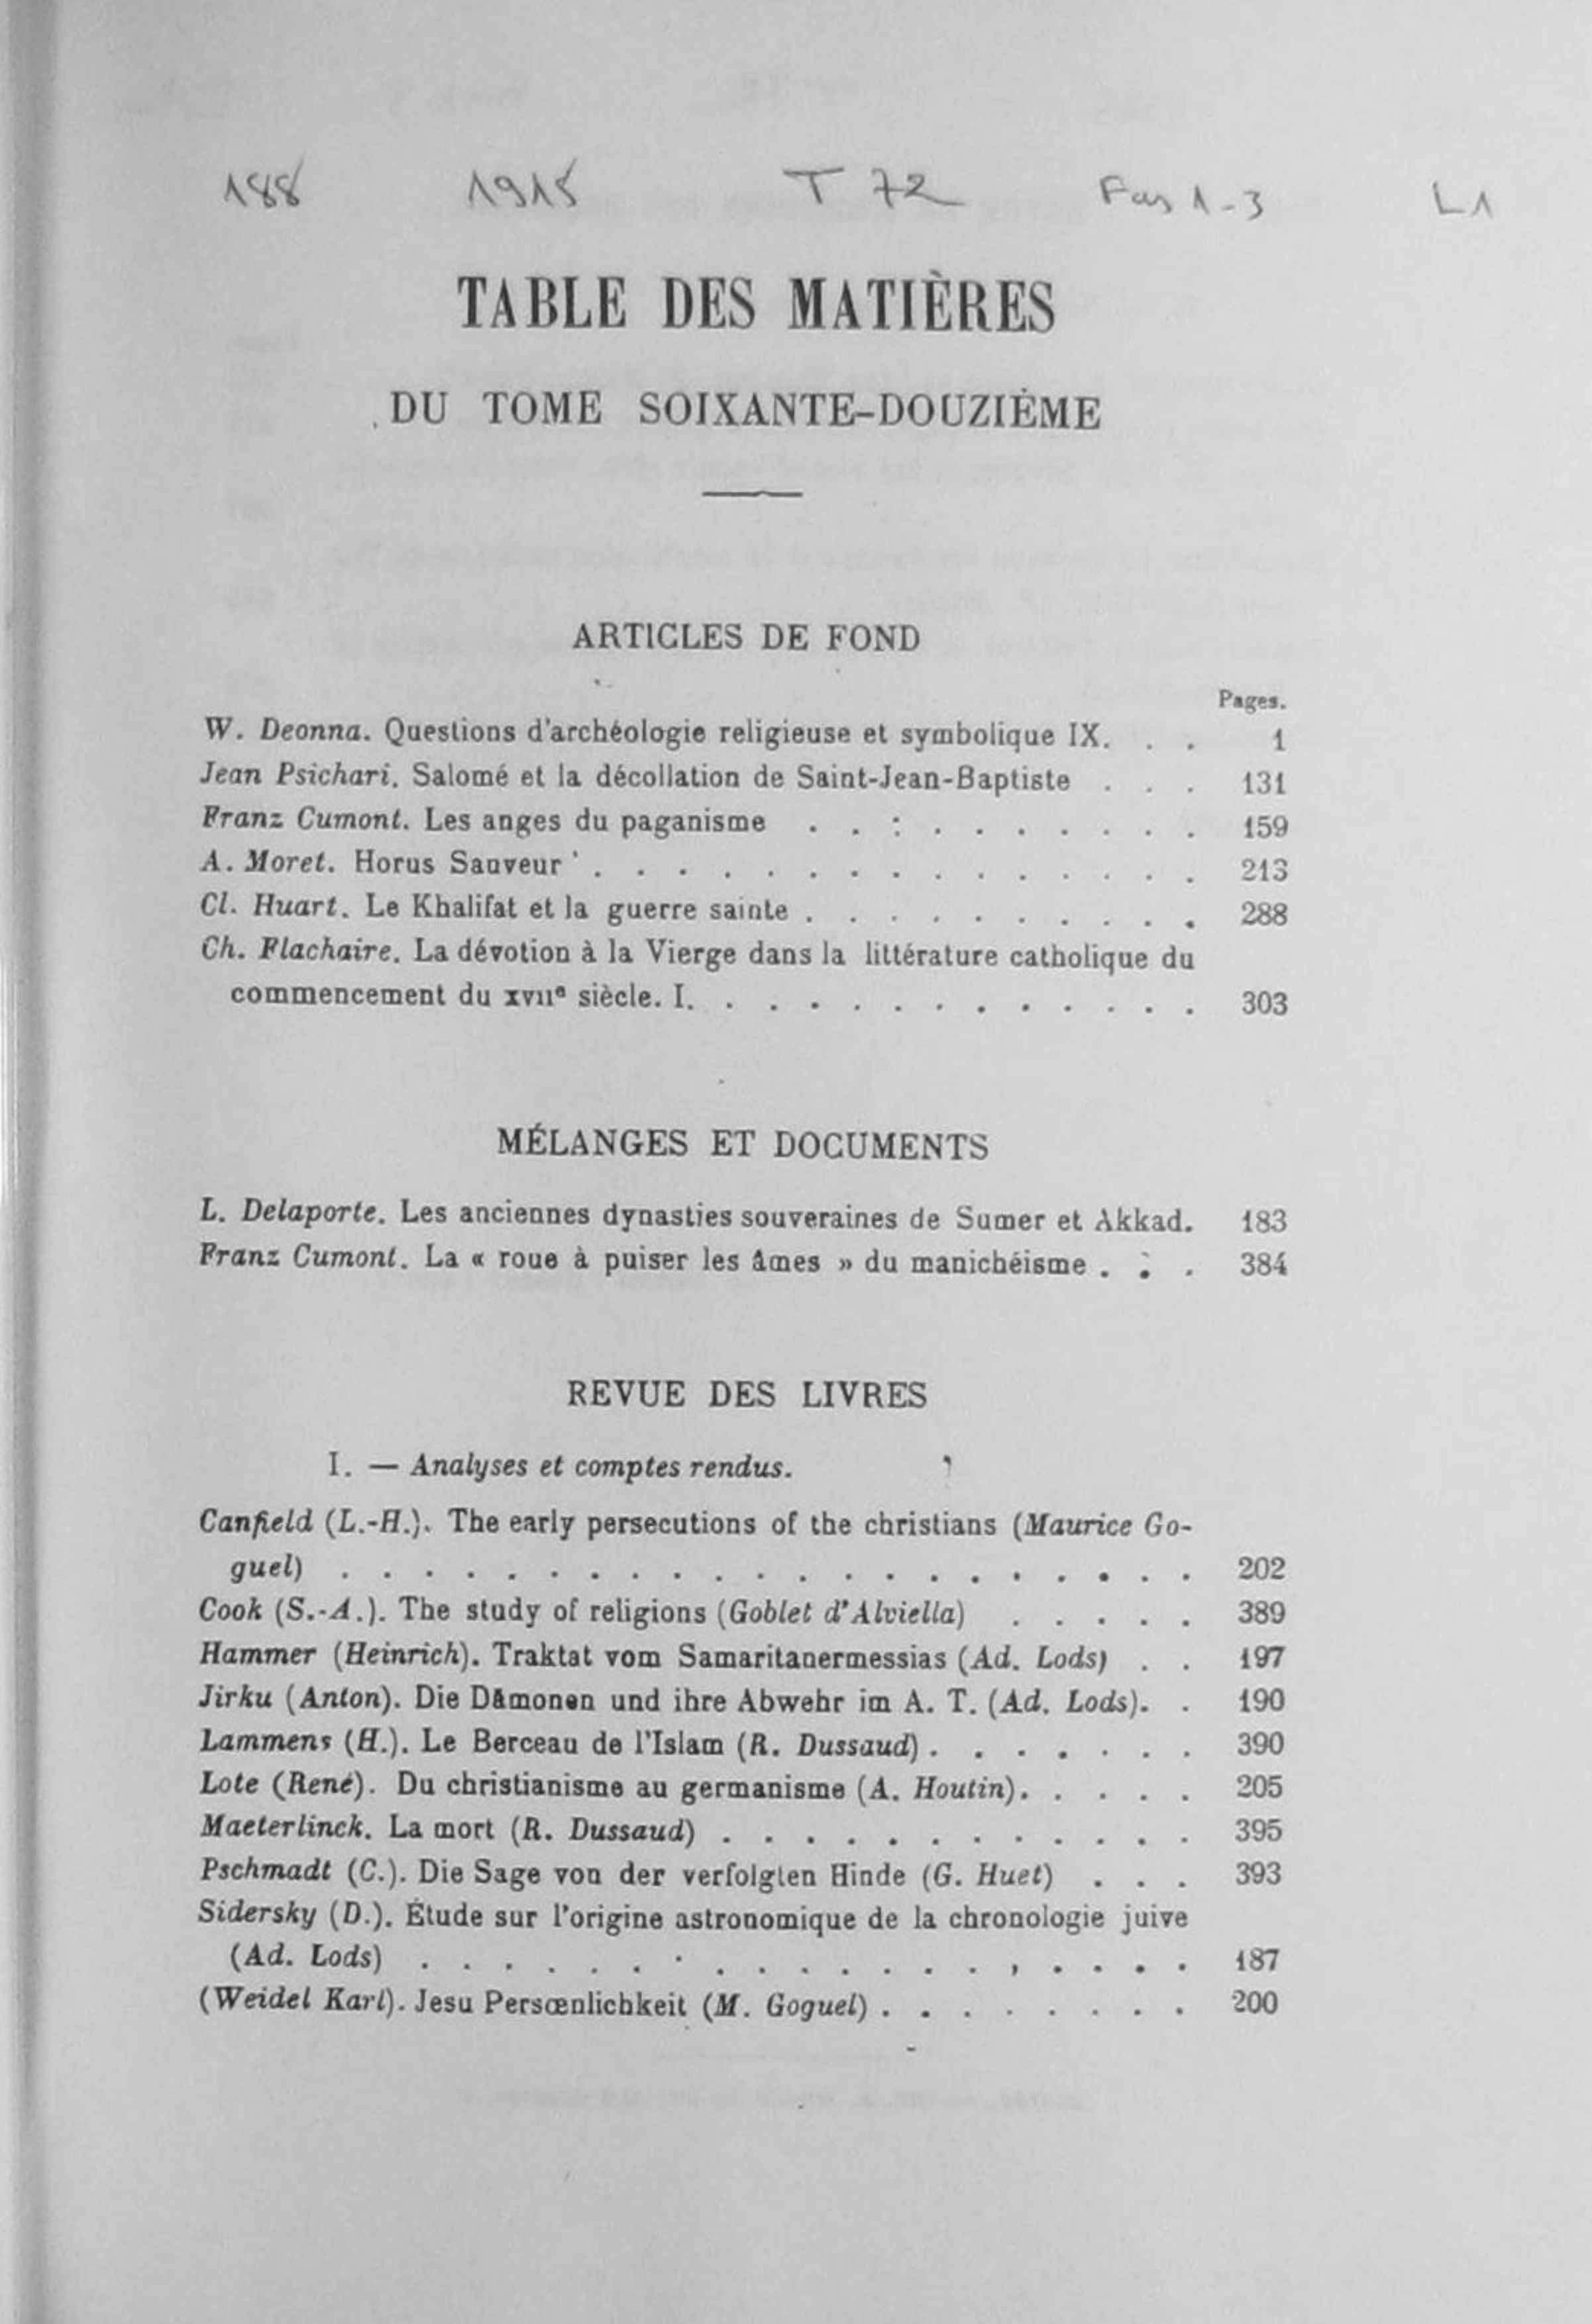 188 1915 T 72 Fas 1-3 L1
TABLE DES MATIÈRES
DU TOME SOIXANTE-DOUZIÈME
ARTICLES DE FOND
Pages.
W. Deonna. Questions d'archéologie religieuse et symbolique IX. . . 1
Jean Psichari. Salomé et la décollation de Saint-Jean-Baptiste . . . 131
Franz Cumont. Les anges du paganisme . . . . . . . . . . 159
A. Moret. Horus Sauveur . . . . . . . . . . . . . . . 213
Cl. Huart. Le Khalifat et la guerre sainte . . . . . . . . . . 288
Ch. Flachaire. La dévotion à la Vierge dans la littérature catholique du
commencement du XVIIe siècle. I. . . . . . . . . . . . . 303
MÉLANGES ET DOCUMENTS
L. Delaporte. Les anciennes dynasties souveraines de Sumer et Akkad. 183
Franz Cumont. La « roue à puiser les âmes » du manichéisme . . . 384
REVUE DES LIVRES
I. — Analyses et comptes rendus.
Canfield (L.-H.). The early persecutions of the christians (Maurice Go-
guel) . . . . . . . . . . . . . . . . . . . . . 202
Cook (S.-A.). The study of religions (Goblet d'Alviella) . . . . . 389
Hammer (Heinrich). Traktat vom Samaritanermessias (Ad. Lods) . . 197
Jirku (Anton). Die Dämonen und ihre Abwehr im A. T. (Ad. Lods). . 190
Lammens (H.). Le Berceau de l'Islam (R. Dussaud) . . . . . . . 390
Lote (René). Du christianisme au germanisme (A. Houtin). . . . . 205
Maeterlinck. La mort (R. Dussaud) . . . . . . . . . . . . 395
Pschmadt (C.). Die Sage von der verfolgten Hinde (G. Huet) . . . 393
Sidersky (D.). Étude sur l'origine astronomique de la chronologie juive
(Ad. Lods) . . . . . . . . . . . . . . . . . . . 187
(Weidel Karl). Jesu Persœnlichkeit (M. Goguel) . . . . . . . . 200